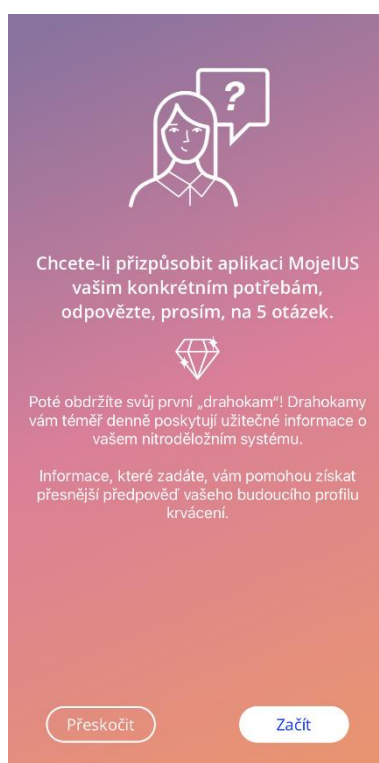 ?
Chcete-li přizpůsobit aplikaci MojeIUS
vašim konkrétním potřebám,
odpovězte, prosím, na 5 otázek.
Poté obdržíte svůj první „drahokam“! Drahokamy
vám téměř denně poskytují užitečné informace o
vašem nitroděložním systému.
Informace, které zadáte, vám pomohou získat
přesnější předpověď vašeho budoucího profilu
krvácení.
Přeskočit
Začít